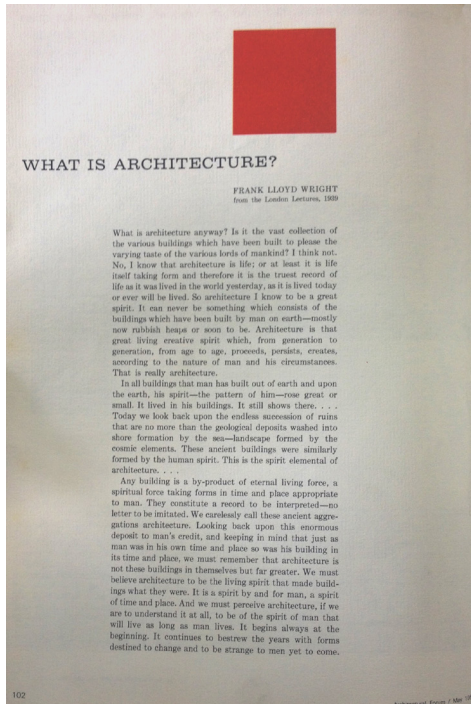 WHAT IS ARCHITECTURE?
FRANK LLOYD WRIGHT
from the London Lectures, 1939
What is architecture anyway? Is it the vast collection of
the various buildings which have been built to please the
varying taste of the various lords of mankind? I think not.
No, I know that architecture is life; or at least it is life
itself taking form and therefore it is the truest record of
life as it was lived in the world yesterday, as it is lived today
or ever will be lived. So architecture I know to be a great
spirit. It can never be something which consists of the
buildings which have been built by man on earth—mostly
now rubbish heaps or soon to be. Architecture is that
great living creative spirit which, from generation to
generation, from age to age, proceeds, persists, creates,
according to the nature of man and his circumstances.
That is really architecture.
In all buildings that man has built out of earth and upon
the earth, his spirit—the pattern of him—rose great or
small. It lived in his buildings. It still shows there. . . .
Today we look back upon the endless succession of ruins
that are no more than the geological deposits washed into
shore formation by the sea—landscape formed by the
cosmic elements. These ancient buildings were similarly
formed by the human spirit. This is the spirit elemental of
architecture. . . .
Any building is a by-product of eternal living force, a
spiritual force taking forms in time and place appropriate
to man. They constitute a record to be interpreted—no
letter to be imitated. We carelessly call these ancient aggre-
gations architecture. Looking back upon this enormous
deposit to man's credit, and keeping in mind that just as
man was in his own time and place so was his building in
its time and place, we must remember that architecture is
not these buildings in themselves but far greater. We must
believe architecture to be the living spirit that made build-
ings what they were. It is a spirit by and for man, a spirit
of time and place. And we must perceive architecture, if we
are to understand it at all, to be of the spirit of man that
will live as long as man lives. It begins always at the
beginning. It continues to bestrew the years with forms
destined to change and to be strange to men yet to come.
102
Forum / May